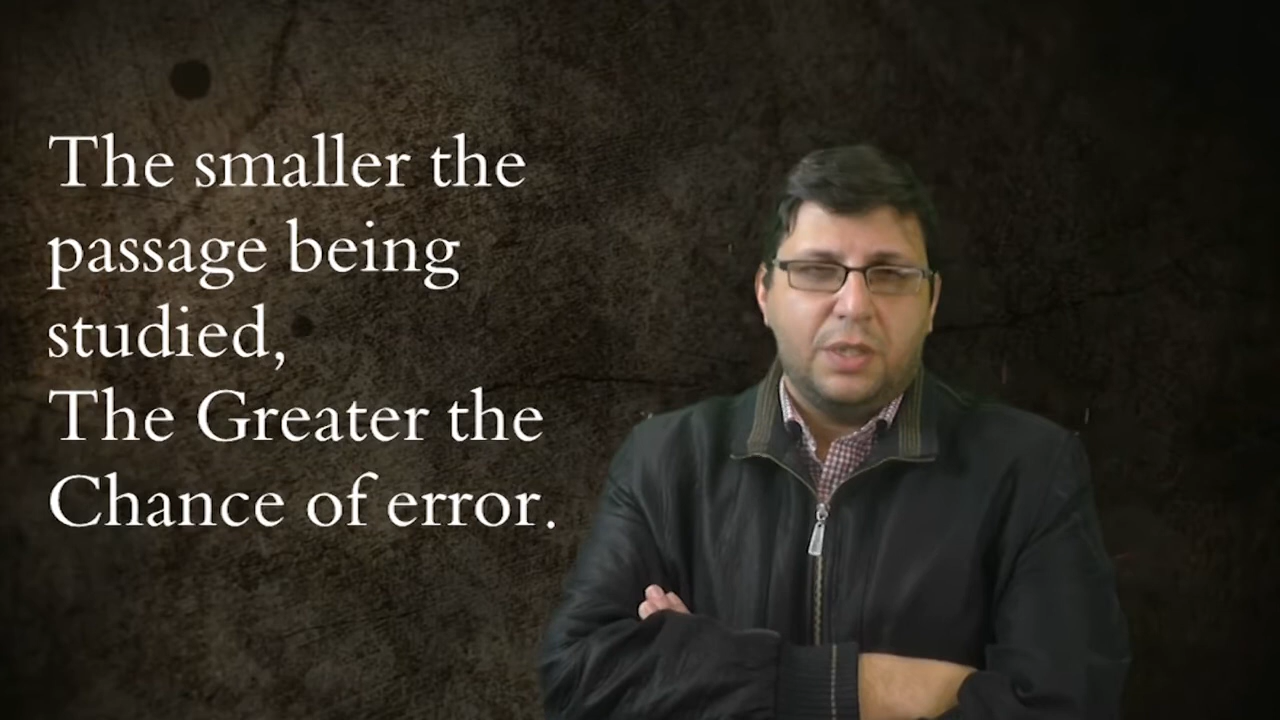 The smaller the
passage being
studied,
The Greater the
Chance of error.